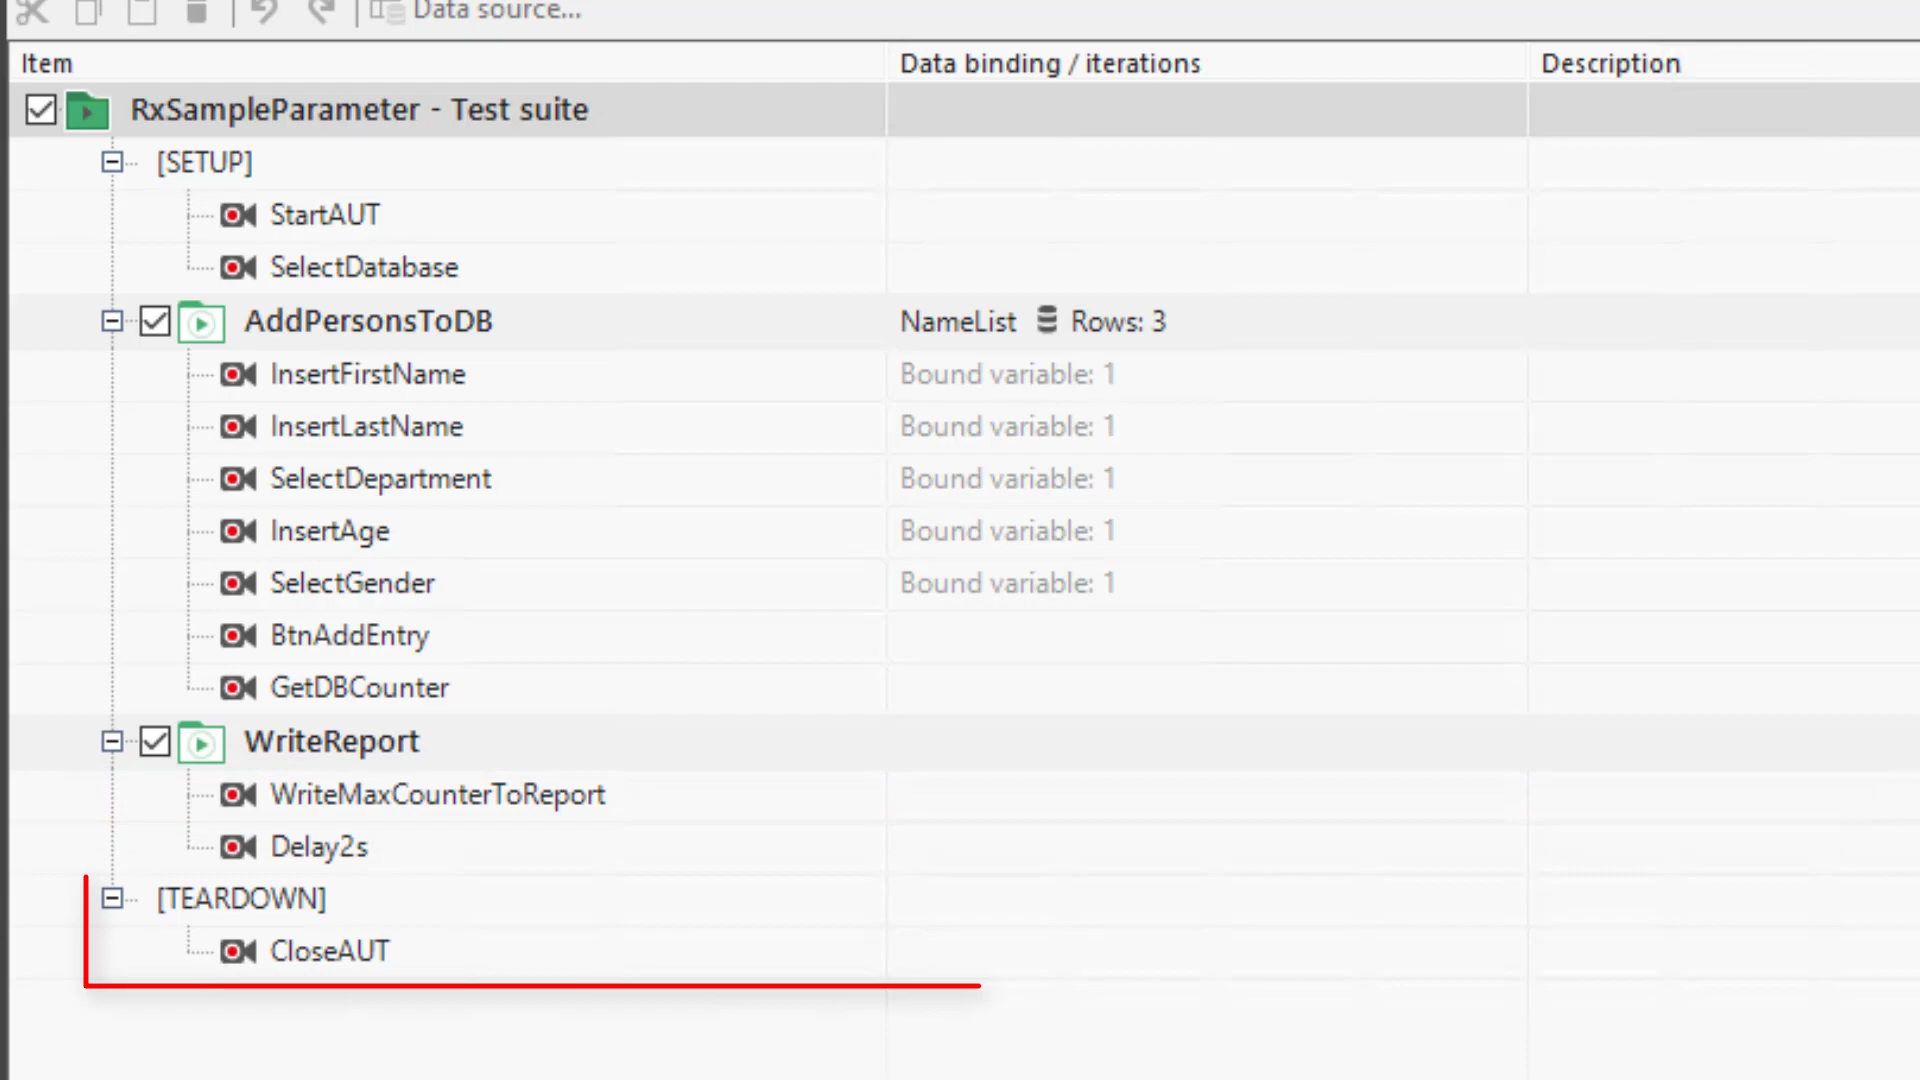 Data source...
Item Data binding / iterations Description
RxSampleParameter - Test suite
[SETUP]
StartAUT
SelectDatabase
AddPersonsToDB NameList Rows: 3
InsertFirstName Bound variable: 1
InsertLastName Bound variable: 1
SelectDepartment Bound variable: 1
InsertAge Bound variable: 1
SelectGender Bound variable: 1
BtnAddEntry
GetDBCounter
WriteReport
WriteMaxCounterToReport
Delay2s
[TEARDOWN]
CloseAUT